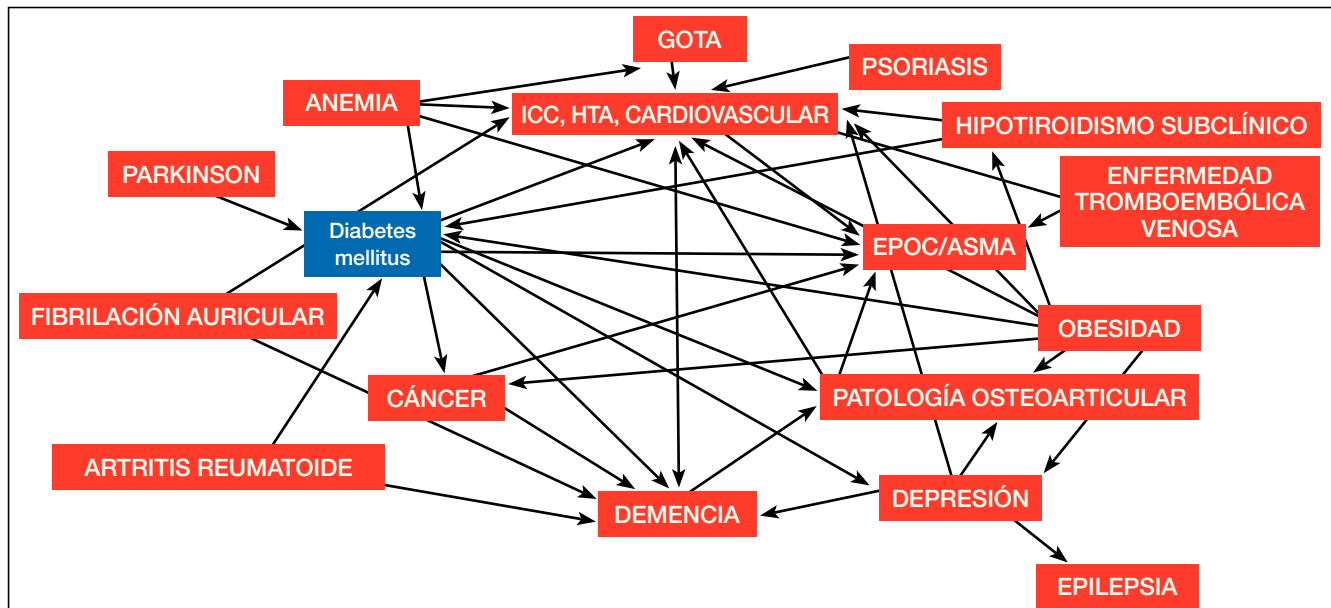 GOTA
PSORIASIS
ANEMIA
ICC, HTA, CARDIOVASCULAR
HIPOTIROIDISMO SUBCLÍNICO
PARKINSON
ENFERMEDAD
TROMBOEMBÓLICA
VENOSA
Diabetes
mellitus
EPOC/ASMA
FIBRILACIÓN AURICULAR
OBESIDAD
CÁNCER
PATOLOGÍA OSTEOARTICULAR
ARTRITIS REUMATOIDE
DEPRESIÓN
DEMENCIA
EPILEPSIA